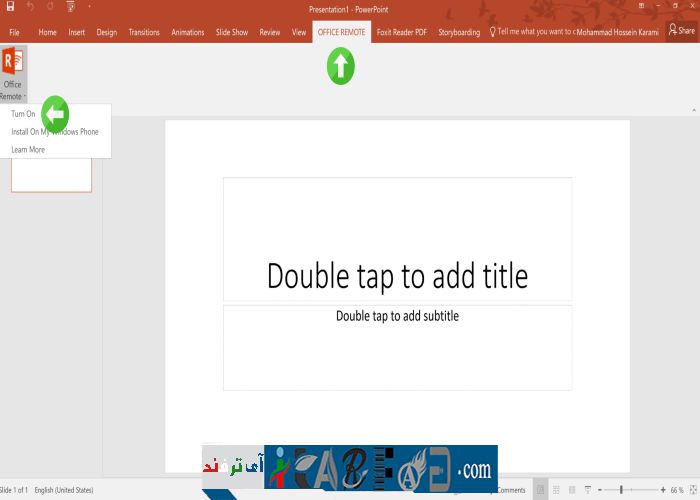 Presentation1 - PowerPoint
File Home Insert Design Transitions Animations Slide Show Review View OFFICE REMOTE Foxit Reader PDF Storyboarding Tell me what you want to d Mohammad Hossein Karami Share
Office
Remote
Turn On
Install On My Windows Phone
Learn More
Double tap to add title
Double tap to add subtitle
آی ترفند
.com
Slide 1 of 1 English (United States) Comments 66 %